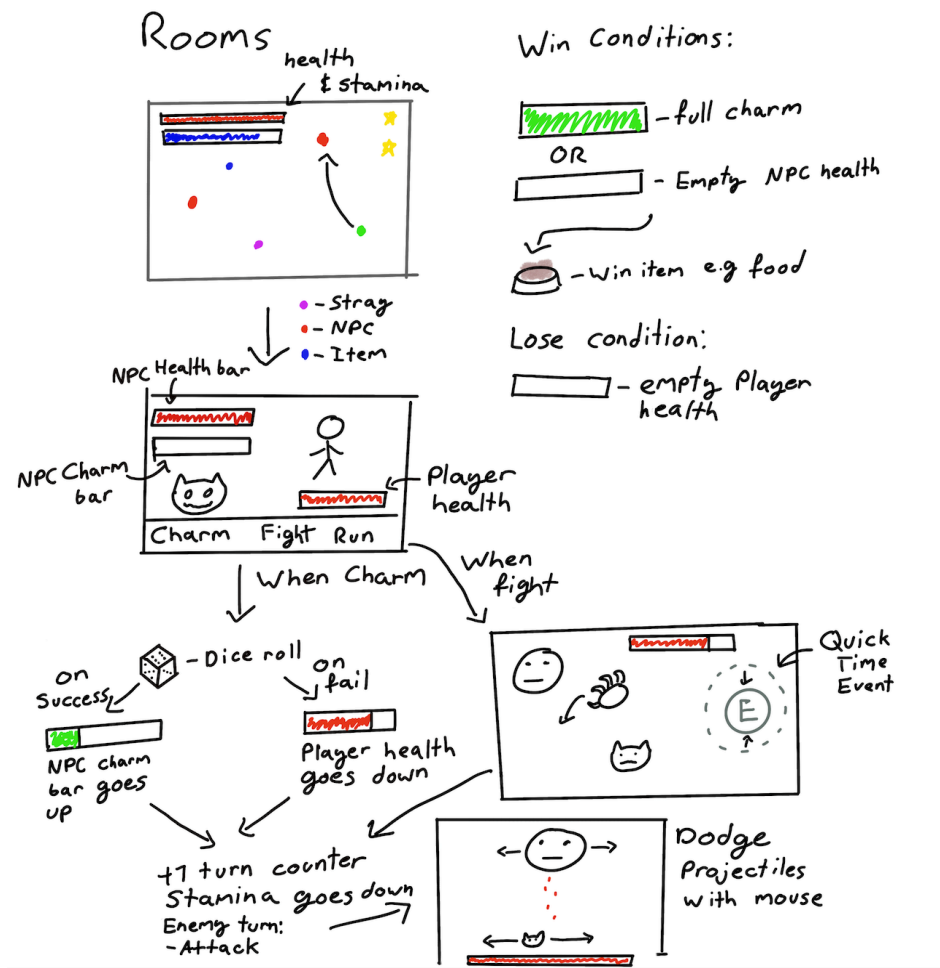 Rooms
health
& Stamina
- Stray
- NPC
- Item
NPC Health bar
NPC Charm
bar
Player
health
Charm Fight Run
When Charm
When
fight
- Dice roll
on
Success
on
fail
NPC charm
bar goes
up
Player health
goes down
Quick
Time
Event
E
+1 turn counter
Stamina goes down
Enemy turn:
- Attack
Dodge
Projectiles
with mouse
Win Conditions:
- full charm
OR
- Empty NPC health
- Win item e.g food
Lose condition:
- empty Player
health